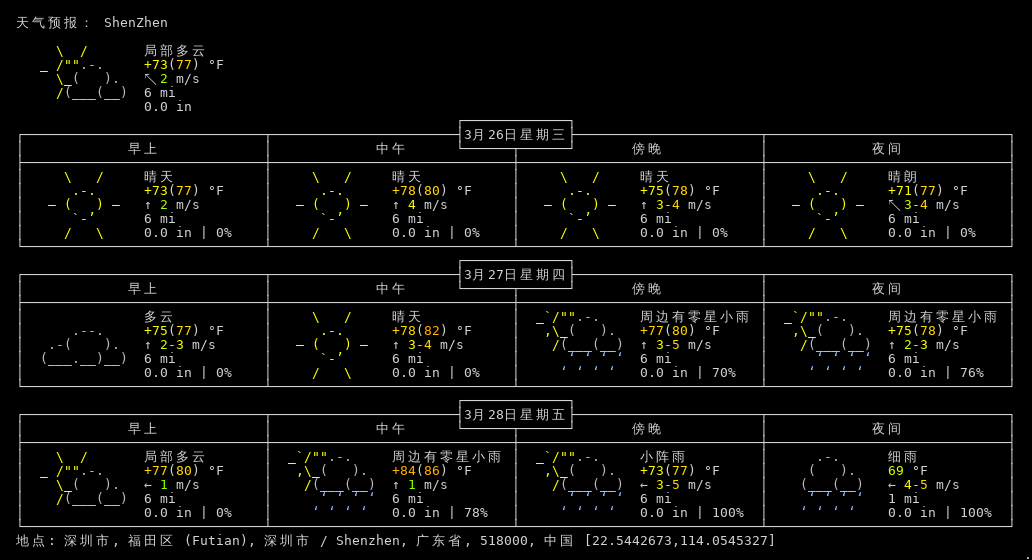 天气预报： ShenZhen
局部多云
+73(77) °F
↖ 2 m/s
6 mi
0.0 in
3月26日星期三
早上 中午 傍晚 夜间
晴天 晴天 晴天 晴朗
+73(77) °F +78(80) °F +75(78) °F +71(77) °F
↑ 2 m/s ↑ 4 m/s ↑ 3-4 m/s ↖ 3-4 m/s
6 mi 6 mi 6 mi 6 mi
0.0 in | 0% 0.0 in | 0% 0.0 in | 0% 0.0 in | 0%
3月27日星期四
早上 中午 傍晚 夜间
多云 晴天 周边有零星小雨 周边有零星小雨
+75(77) °F +78(82) °F +77(80) °F +75(78) °F
↑ 2-3 m/s ↑ 3-4 m/s ↑ 3-5 m/s ↑ 2-3 m/s
6 mi 6 mi 6 mi 6 mi
0.0 in | 0% 0.0 in | 0% 0.0 in | 70% 0.0 in | 76%
3月28日星期五
早上 中午 傍晚 夜间
局部多云 周边有零星小雨 小阵雨 细雨
+77(80) °F +84(86) °F +73(77) °F 69 °F
← 1 m/s ↑ 1 m/s ← 3-5 m/s ← 4-5 m/s
6 mi 6 mi 6 mi 1 mi
0.0 in | 0% 0.0 in | 78% 0.0 in | 100% 0.0 in | 100%
地点: 深圳市, 福田区 (Futian), 深圳市 / Shenzhen, 广东省, 518000, 中国 [22.5442673,114.0545327]